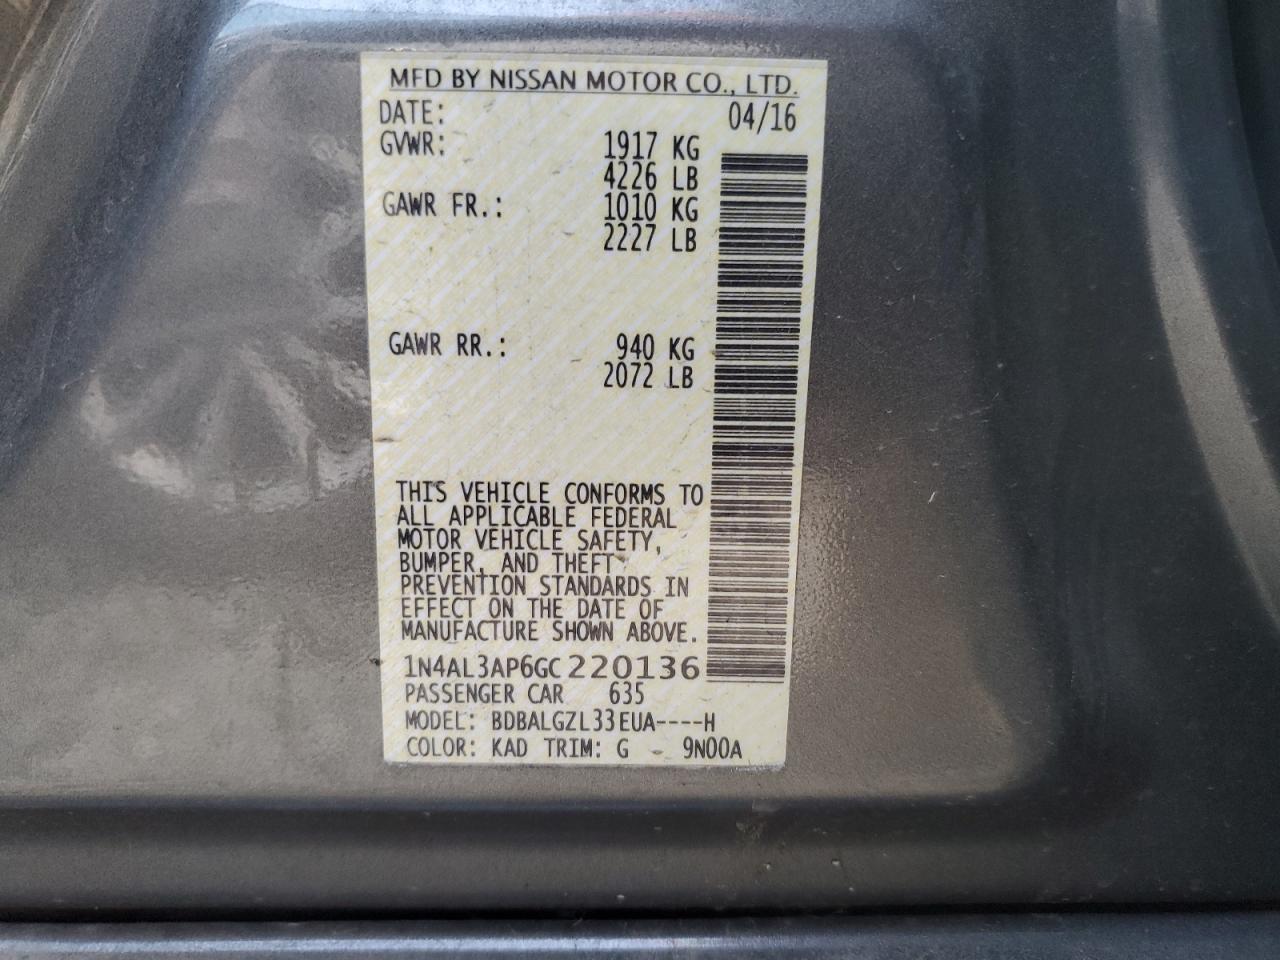 MFD BY NISSAN MOTOR CO., LTD.
DATE: 04/16
GVWR: 1917 KG
4226 LB
GAWR FR.: 1010 KG
2227 LB
GAWR RR.: 940 KG
2072 LB
THIS VEHICLE CONFORMS TO
ALL APPLICABLE FEDERAL
MOTOR VEHICLE SAFETY,
BUMPER, AND THEFT
PREVENTION STANDARDS IN
EFFECT ON THE DATE OF
MANUFACTURE SHOWN ABOVE.
1N4AL3AP6GC220136
PASSENGER CAR 635
MODEL: BDBALGZL33EUA----H
COLOR: KAD TRIM: G - 9N00A